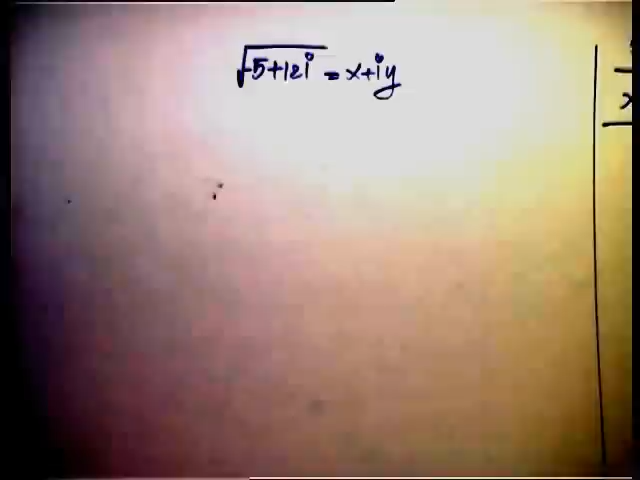 √-5+12i = x+iy
x